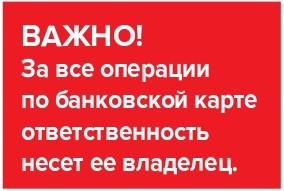 ВАЖНО!
За все операции
по банковской карте
ответственность
несет ее владелец.